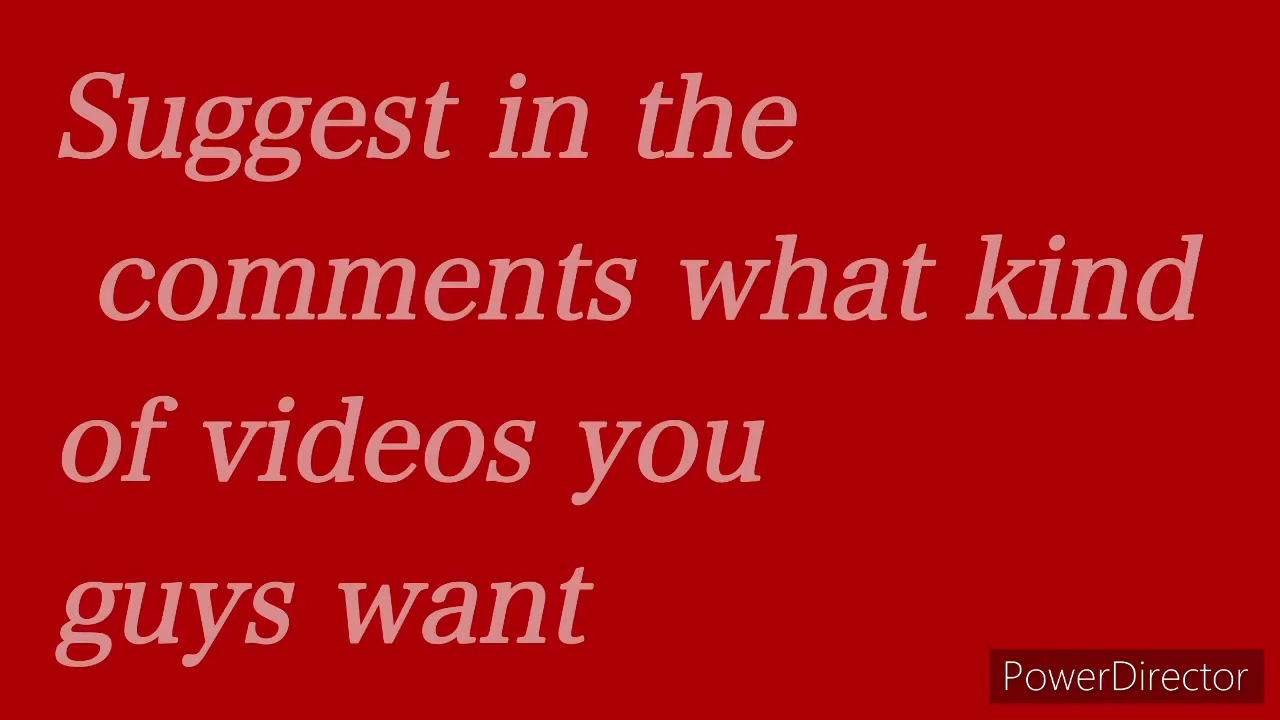 Suggest in the
comments what kind
of videos you
guys want
PowerDirector